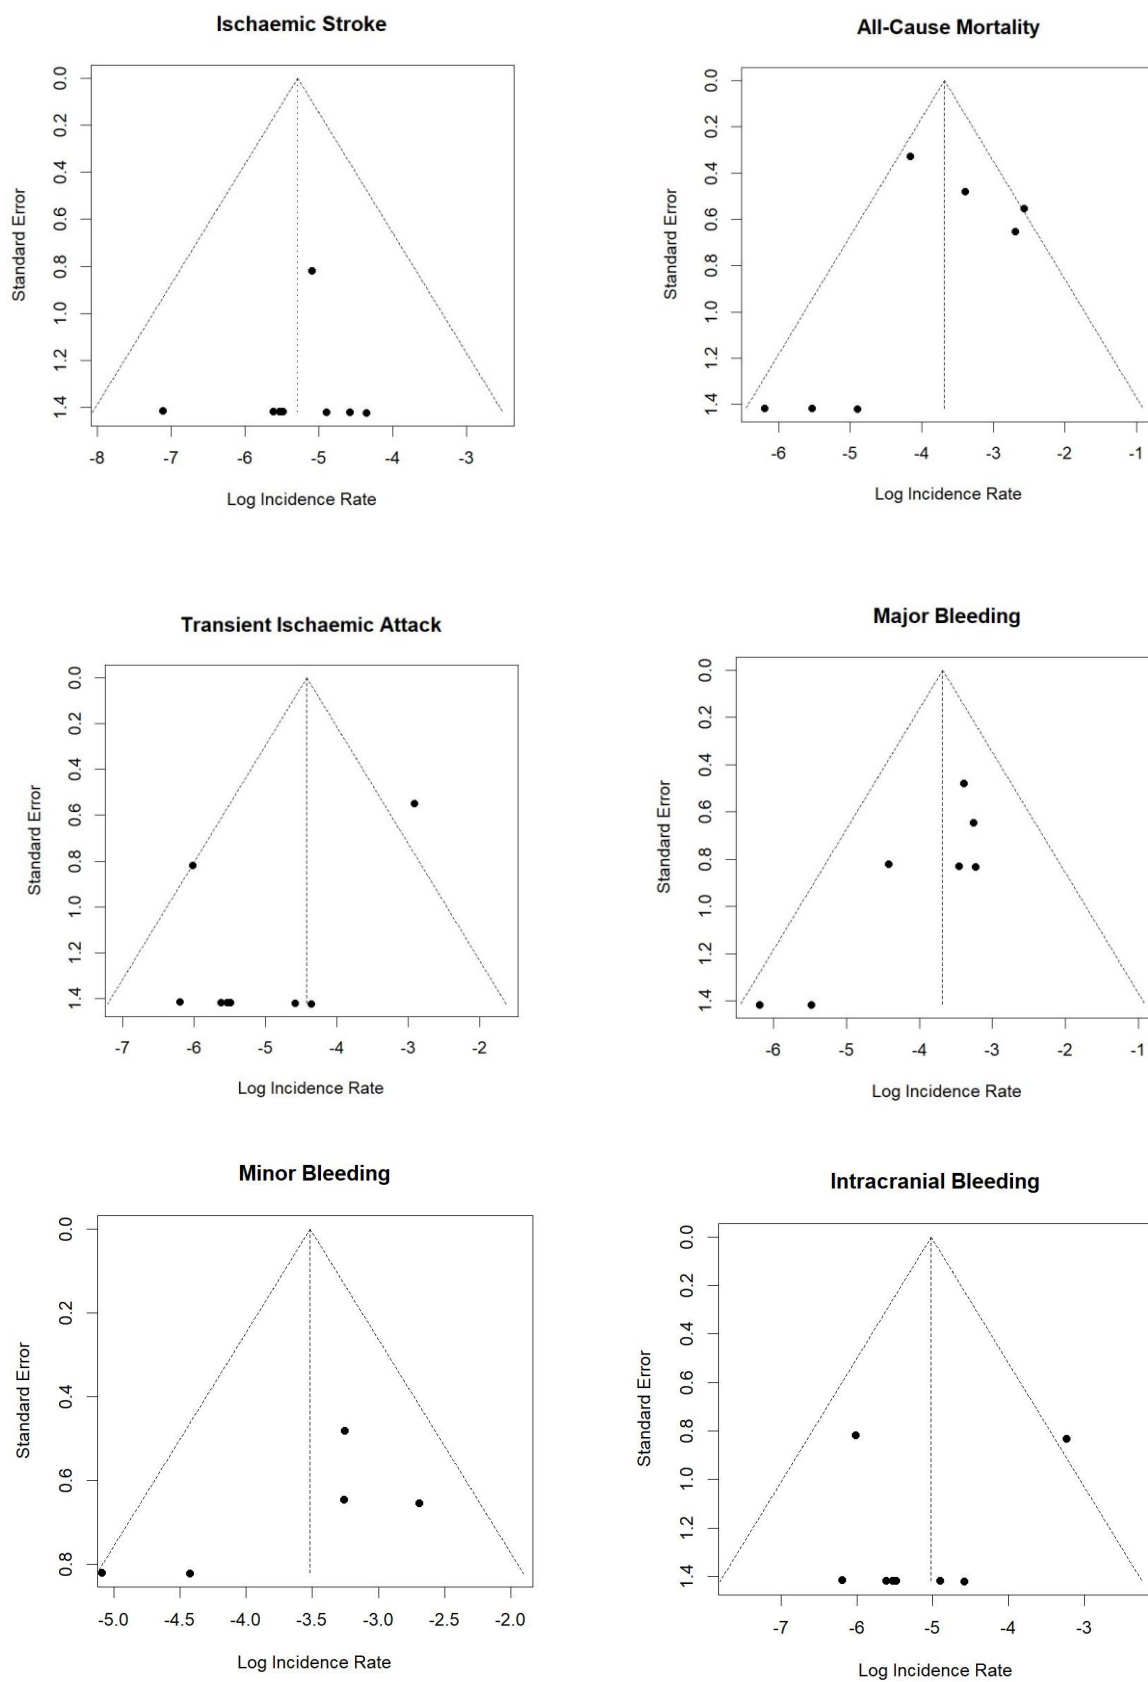 Ischaemic Stroke
0.0
0.2
0.4
0.6
0.8
1.0
1.2
1.4
Standard Error
-8 -7 -6 -5 -4 -3
Log Incidence Rate
All-Cause Mortality
0.0
0.2
0.4
0.6
0.8
1.0
1.2
1.4
Standard Error
-6 -5 -4 -3 -2 -1
Log Incidence Rate
Transient Ischaemic Attack
0.0
0.2
0.4
0.6
0.8
1.0
1.2
1.4
Standard Error
-7 -6 -5 -4 -3 -2
Log Incidence Rate
Major Bleeding
0.0
0.2
0.4
0.6
0.8
1.0
1.2
1.4
Standard Error
-6 -5 -4 -3 -2 -1
Log Incidence Rate
Minor Bleeding
0.0
0.2
0.4
0.6
0.8
Standard Error
-5.0 -4.5 -4.0 -3.5 -3.0 -2.5 -2.0
Log Incidence Rate
Intracranial Bleeding
0.0
0.2
0.4
0.6
0.8
1.0
1.2
1.4
Standard Error
-7 -6 -5 -4 -3
Log Incidence Rate